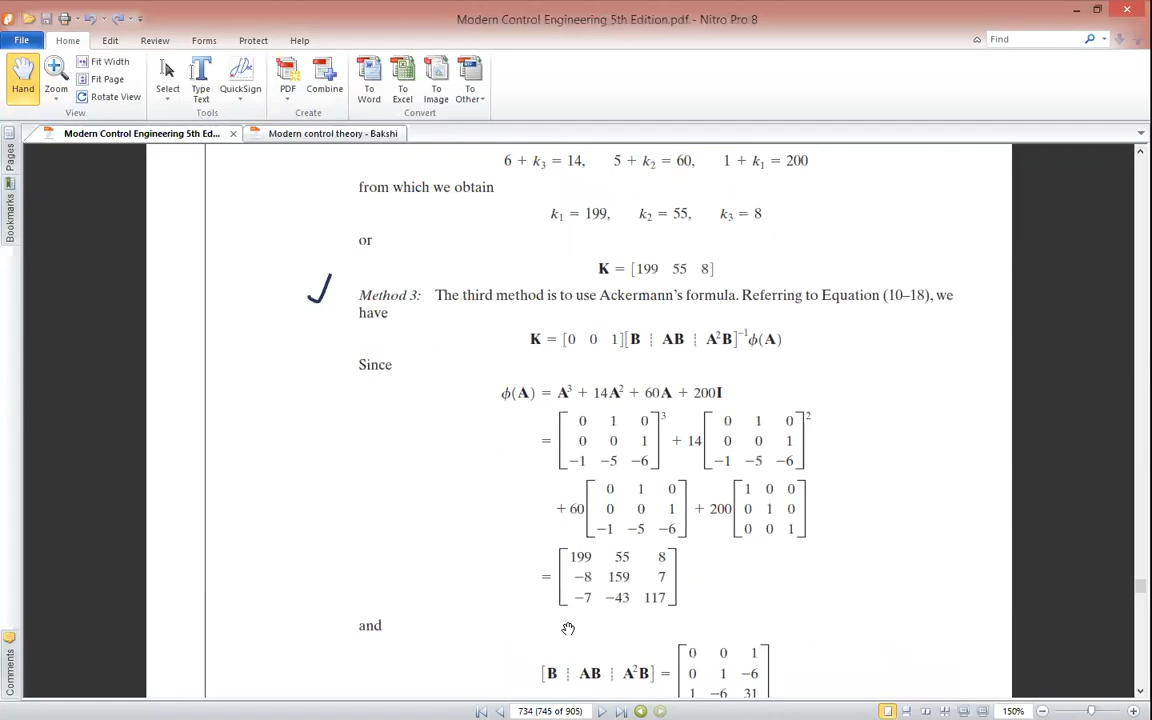 Modern Control Engineering 5th Edition.pdf - Nitro Pro 8
File Home Edit Review Forms Protect Help Find
Hand Zoom Fit Width Fit Page Rotate View Select Type Text QuickSign PDF Combine To Word To Excel To Image To Other
View Tools Create Convert
Modern Control Engineering 5th Ed... Modern control theory - Bakshi
Pages
Bookmarks
Comments
6 + k₃ = 14, 5 + k₂ = 60, 1 + k₁ = 200
from which we obtain
k₁ = 199, k₂ = 55, k₃ = 8
or
K = [199 55 8]
✓ Method 3: The third method is to use Ackermann's formula. Referring to Equation (10–18), we
have
K = [0 0 1][B ⋮ AB ⋮ A²B]⁻¹ϕ(A)
Since
ϕ(A) = A³ + 14A² + 60A + 200I
= [0 1 0
0 0 1
−1 −5 −6]³ + 14[0 1 0
0 0 1
−1 −5 −6]²
+ 60[0 1 0
0 0 1
−1 −5 −6] + 200[1 0 0
0 1 0
0 0 1]
= [199 55 8
−8 159 7
−7 −43 117]
and
[B ⋮ AB ⋮ A²B] = [0 0 1
0 1 −6
1 −6 31
734 (745 of 905) 150%